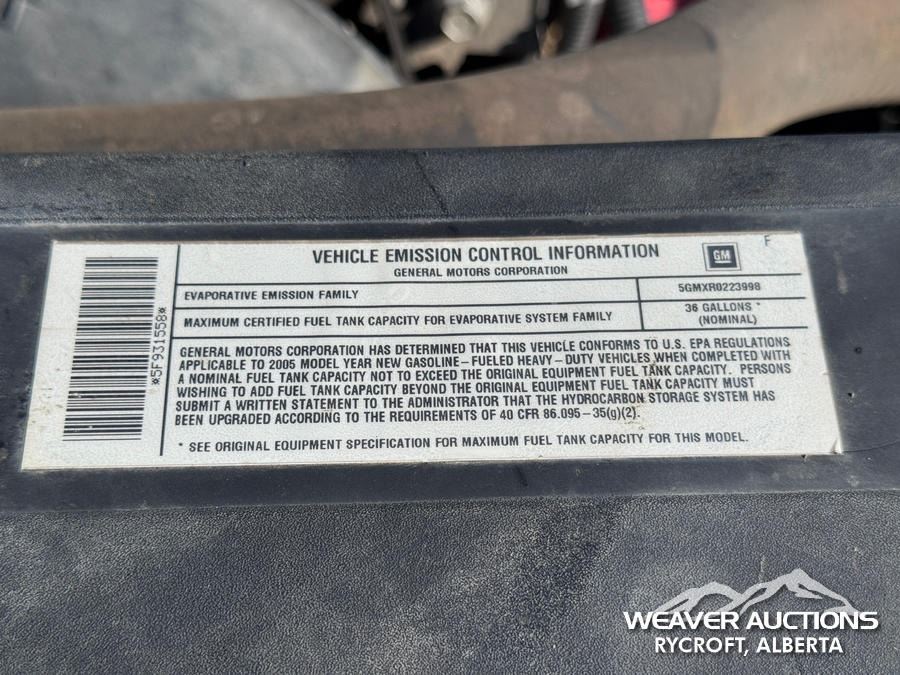 VEHICLE EMISSION CONTROL INFORMATION
GENERAL MOTORS CORPORATION
GM
F
EVAPORATIVE EMISSION FAMILY
5GMXR0223998
MAXIMUM CERTIFIED FUEL TANK CAPACITY FOR EVAPORATIVE SYSTEM FAMILY
36 GALLONS *
(NOMINAL)
*5F931558*
GENERAL MOTORS CORPORATION HAS DETERMINED THAT THIS VEHICLE CONFORMS TO U.S. EPA REGULATIONS
APPLICABLE TO 2005 MODEL YEAR NEW GASOLINE-FUELED HEAVY-DUTY VEHICLES WHEN COMPLETED WITH
A NOMINAL FUEL TANK CAPACITY NOT TO EXCEED THE ORIGINAL EQUIPMENT FUEL TANK CAPACITY. PERSONS
WISHING TO ADD FUEL TANK CAPACITY BEYOND THE ORIGINAL EQUIPMENT FUEL TANK CAPACITY MUST
SUBMIT A WRITTEN STATEMENT TO THE ADMINISTRATOR THAT THE HYDROCARBON STORAGE SYSTEM HAS
BEEN UPGRADED ACCORDING TO THE REQUIREMENTS OF 40 CFR 86.095-35(g)(2).
* SEE ORIGINAL EQUIPMENT SPECIFICATION FOR MAXIMUM FUEL TANK CAPACITY FOR THIS MODEL.
WEAVER AUCTIONS
RYCROFT, ALBERTA